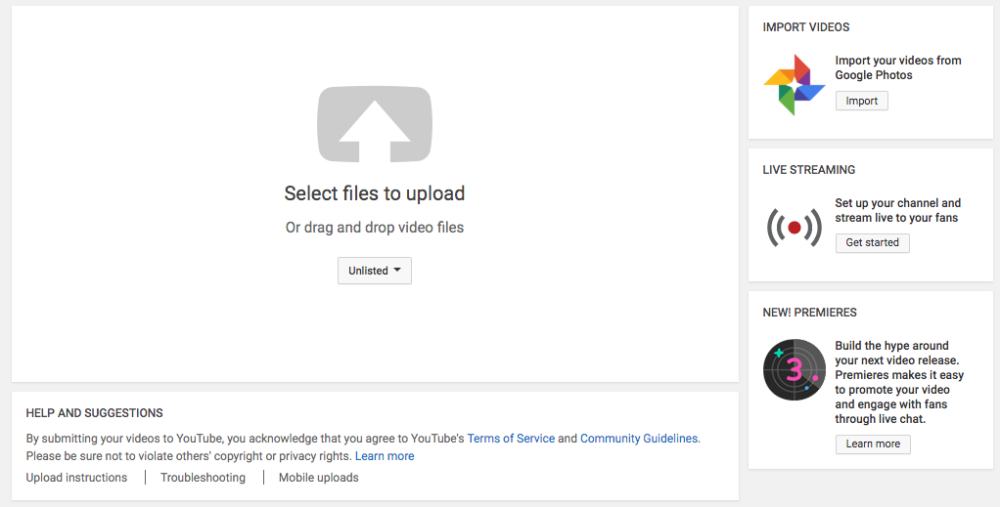 Select files to upload
Or drag and drop video files
Unlisted
HELP AND SUGGESTIONS
By submitting your videos to YouTube, you acknowledge that you agree to YouTube's Terms of Service and Community Guidelines.
Please be sure not to violate others' copyright or privacy rights. Learn more
Upload instructions
Troubleshooting
Mobile uploads
IMPORT VIDEOS
Import your videos from
Google Photos
Import
LIVE STREAMING
Set up your channel and
stream live to your fans
Get started
NEW! PREMIERES
3
Build the hype around
your next video release.
Premieres makes it easy
to promote your video
and engage with fans
through live chat.
Learn more